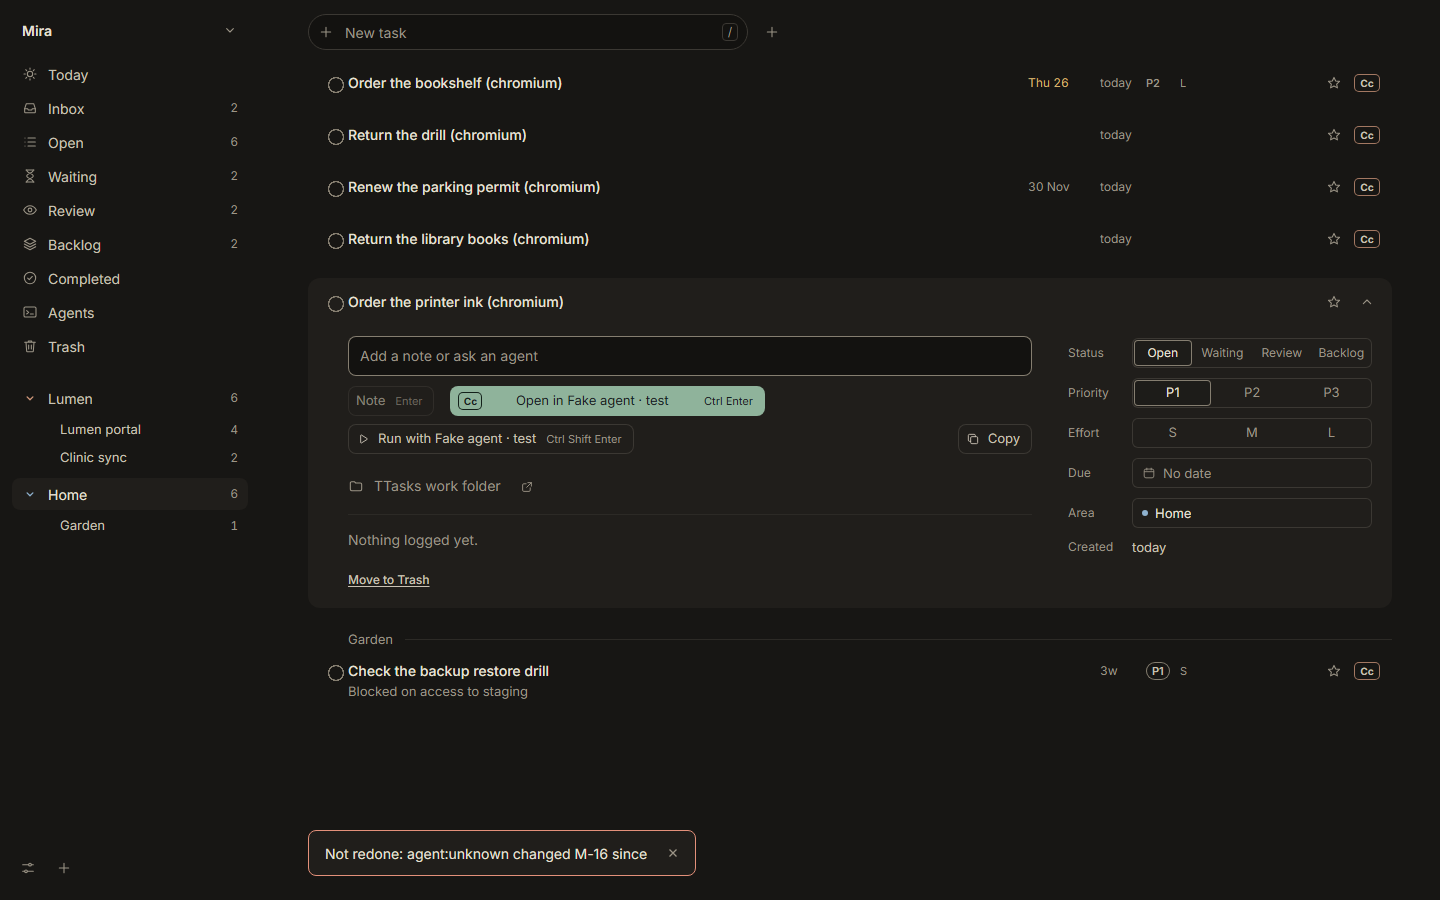 Mira
Today
Inbox 2
Open 6
Waiting 2
Review 2
Backlog 2
Completed
Agents
Trash
Lumen 6
Lumen portal 4
Clinic sync 2
Home 6
Garden 1
New task /
Order the bookshelf (chromium) Thu 26 today P2 L Cc
Return the drill (chromium) today Cc
Renew the parking permit (chromium) 30 Nov today Cc
Return the library books (chromium) today Cc
Order the printer ink (chromium)
Add a note or ask an agent
Note Enter Cc Open in Fake agent · test Ctrl Enter
Run with Fake agent · test Ctrl Shift Enter Copy
TTasks work folder
Nothing logged yet.
Move to Trash
Status Open Waiting Review Backlog
Priority P1 P2 P3
Effort S M L
Due No date
Area Home
Created today
Garden
Check the backup restore drill 3w P1 S Cc
Blocked on access to staging
Not redone: agent:unknown changed M-16 since